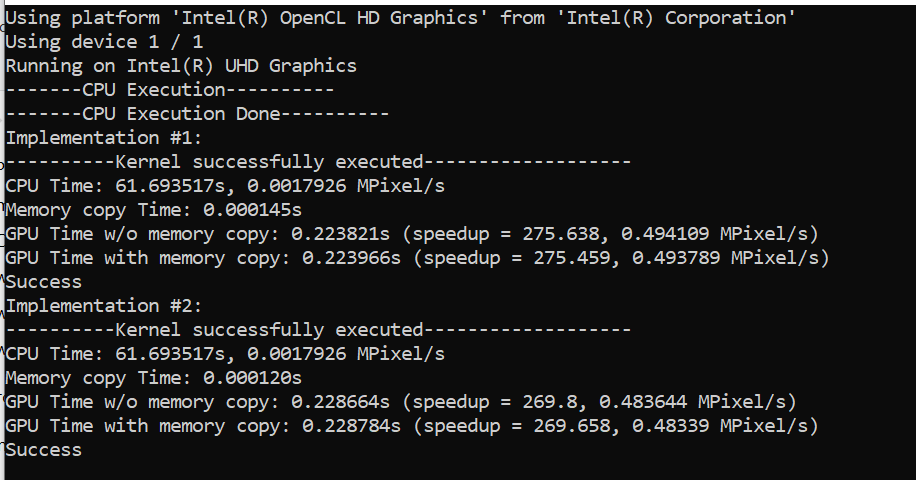 Using platform 'Intel(R) OpenCL HD Graphics' from 'Intel(R) Corporation'
Using device 1 / 1
Running on Intel(R) UHD Graphics
-------CPU Execution----------
-------CPU Execution Done----------
Implementation #1:
----------Kernel successfully executed-------------------
CPU Time: 61.693517s, 0.0017926 MPixel/s
Memory copy Time: 0.000145s
GPU Time w/o memory copy: 0.223821s (speedup = 275.638, 0.494109 MPixel/s)
GPU Time with memory copy: 0.223966s (speedup = 275.459, 0.493789 MPixel/s)
Success
Implementation #2:
----------Kernel successfully executed-------------------
CPU Time: 61.693517s, 0.0017926 MPixel/s
Memory copy Time: 0.000120s
GPU Time w/o memory copy: 0.228664s (speedup = 269.8, 0.483644 MPixel/s)
GPU Time with memory copy: 0.228784s (speedup = 269.658, 0.48339 MPixel/s)
Success